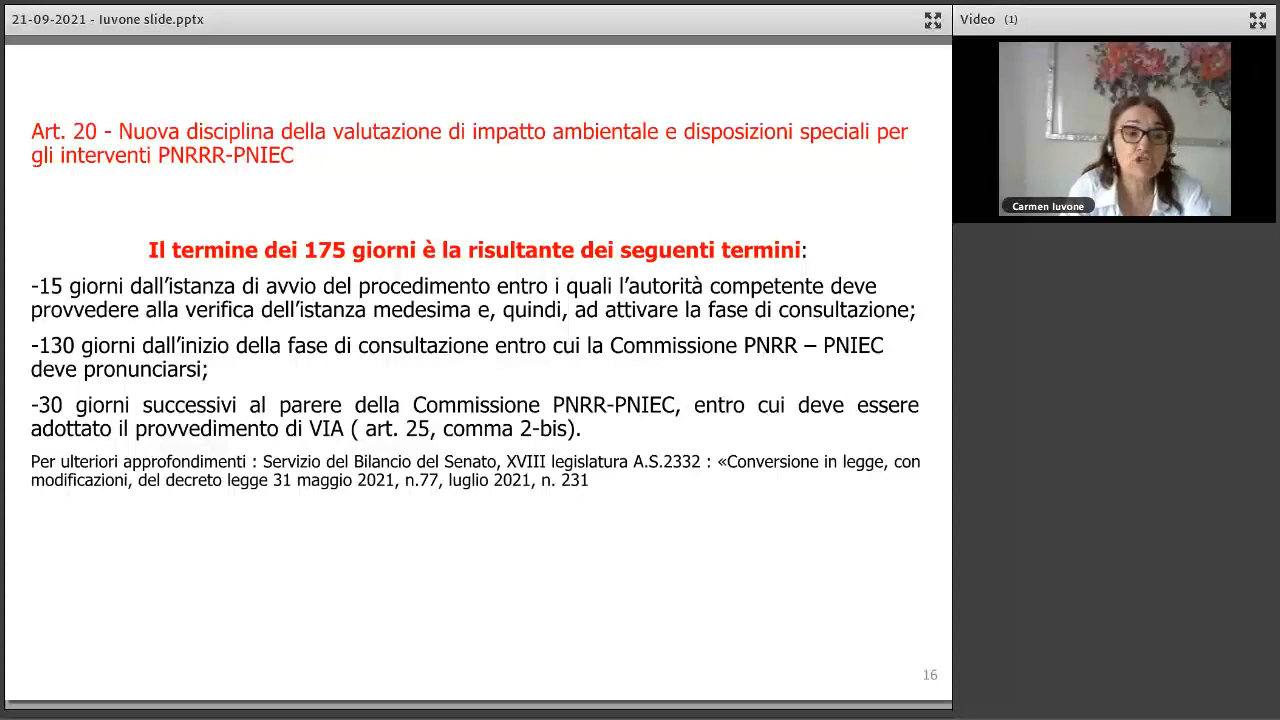 21-09-2021 - Iuvone slide.pptx
Video (1)
Carmen Iuvone
Art. 20 - Nuova disciplina della valutazione di impatto ambientale e disposizioni speciali per
gli interventi PNRRR-PNIEC
Il termine dei 175 giorni è la risultante dei seguenti termini:
-15 giorni dall’istanza di avvio del procedimento entro i quali l’autorità competente deve
provvedere alla verifica dell’istanza medesima e, quindi, ad attivare la fase di consultazione;
-130 giorni dall’inizio della fase di consultazione entro cui la Commissione PNRR – PNIEC
deve pronunciarsi;
-30 giorni successivi al parere della Commissione PNRR-PNIEC, entro cui deve essere
adottato il provvedimento di VIA ( art. 25, comma 2-bis).
Per ulteriori approfondimenti : Servizio del Bilancio del Senato, XVIII legislatura A.S.2332 : «Conversione in legge, con
modificazioni, del decreto legge 31 maggio 2021, n.77, luglio 2021, n. 231
16